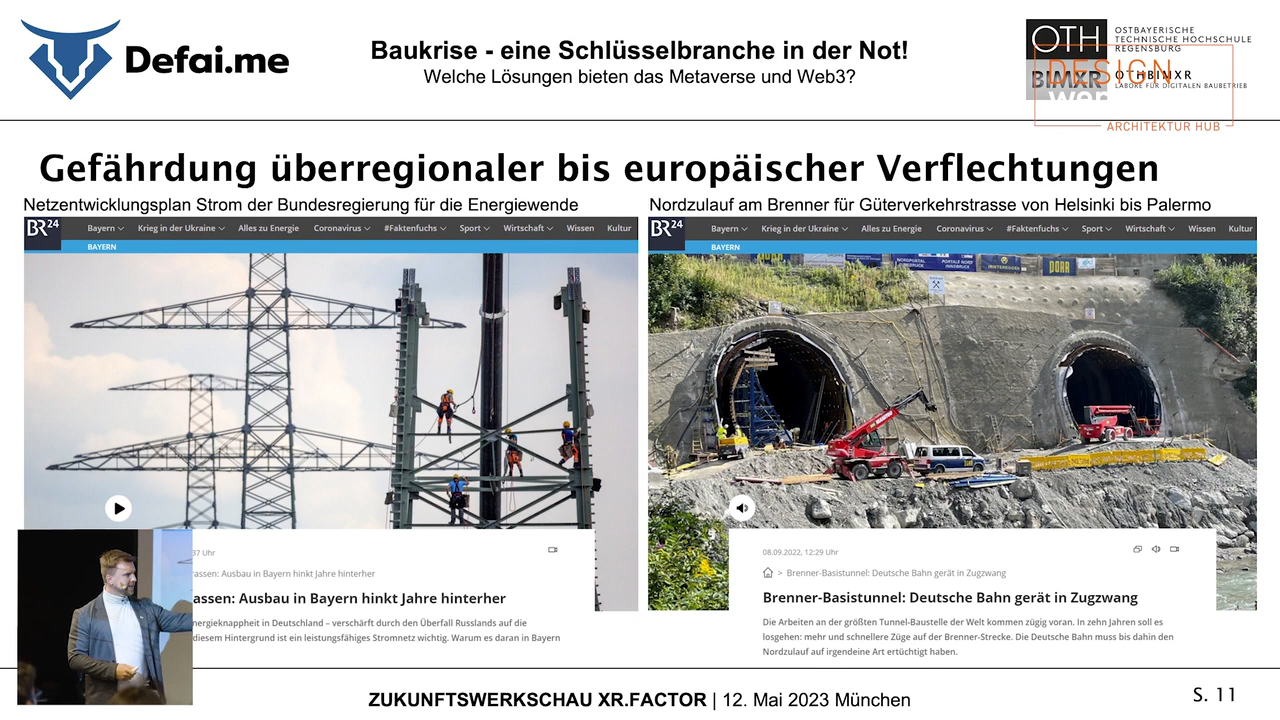 Defai.me
Baukrise - eine Schlüsselbranche in der Not!
Welche Lösungen bieten das Metaverse und Web3?
OTH
OSTBAYERISCHE
TECHNISCHE HOCHSCHULE
REGENSBURG
DESIGN
BIMXR
OTHBIMXR
LABORE FÜR DIGITALEN BAUBETRIEB
ARCHITEKTUR HUB
Gefährdung überregionaler bis europäischer Verflechtungen
Netzentwicklungsplan Strom der Bundesregierung für die Energiewende
BR24
Bayern Krieg in der Ukraine Alles zu Energie Coronavirus #Faktenfuchs Sport Wirtschaft Wissen Kultur
BAYERN
37 Uhr
assen: Ausbau in Bayern hinkt Jahre hinterher
assen: Ausbau in Bayern hinkt Jahre hinterher
nergieknappheit in Deutschland – verschärft durch den Überfall Russlands auf die
diesem Hintergrund ist ein leistungsfähiges Stromnetz wichtig. Warum es daran in Bayern
Nordzulauf am Brenner für Güterverkehrstrasse von Helsinki bis Palermo
BR24
Bayern Krieg in der Ukraine Alles zu Energie Coronavirus #Faktenfuchs Sport Wirtschaft Wissen Kultur
BAYERN
08.09.2022, 12:29 Uhr
> Brenner-Basistunnel: Deutsche Bahn gerät in Zugzwang
Brenner-Basistunnel: Deutsche Bahn gerät in Zugzwang
Die Arbeiten an der größten Tunnel-Baustelle der Welt kommen zügig voran. In zehn Jahren soll es
losgehen: mehr und schnellere Züge auf der Brenner-Strecke. Die Deutsche Bahn muss bis dahin den
Nordzulauf auf irgendeine Art ertüchtigt haben.
ZUKUNFTSWERKSCHAU XR.FACTOR | 12. Mai 2023 München
S. 11